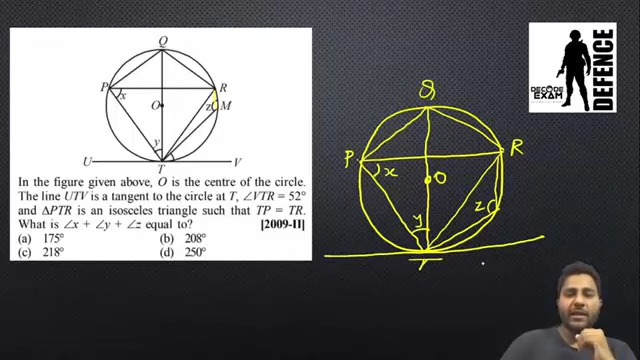 Q
P
R
x
O
z
M
y
U
T
V
In the figure given above, O is the centre of the circle.
The line UTV is a tangent to the circle at T, ∠VTR = 52°
and ΔPTR is an isosceles triangle such that TP = TR.
What is ∠x + ∠y + ∠z equal to? [2009-II]
(a) 175° (b) 208°
(c) 218° (d) 250°
Q
P
R
x
O
z
y
T
DECODE
EXAM
DEFENCE